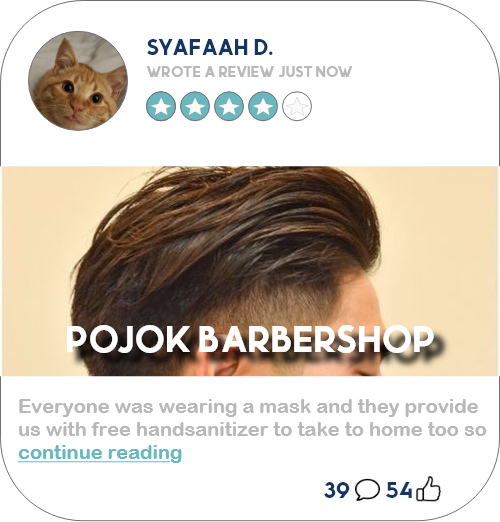 SYAFAAH D.
WROTE A REVIEW JUST NOW
POJOK BARBERSHOP
Everyone was wearing a mask and they provide
us with free handsanitizer to take to home too so
continue reading
39 54